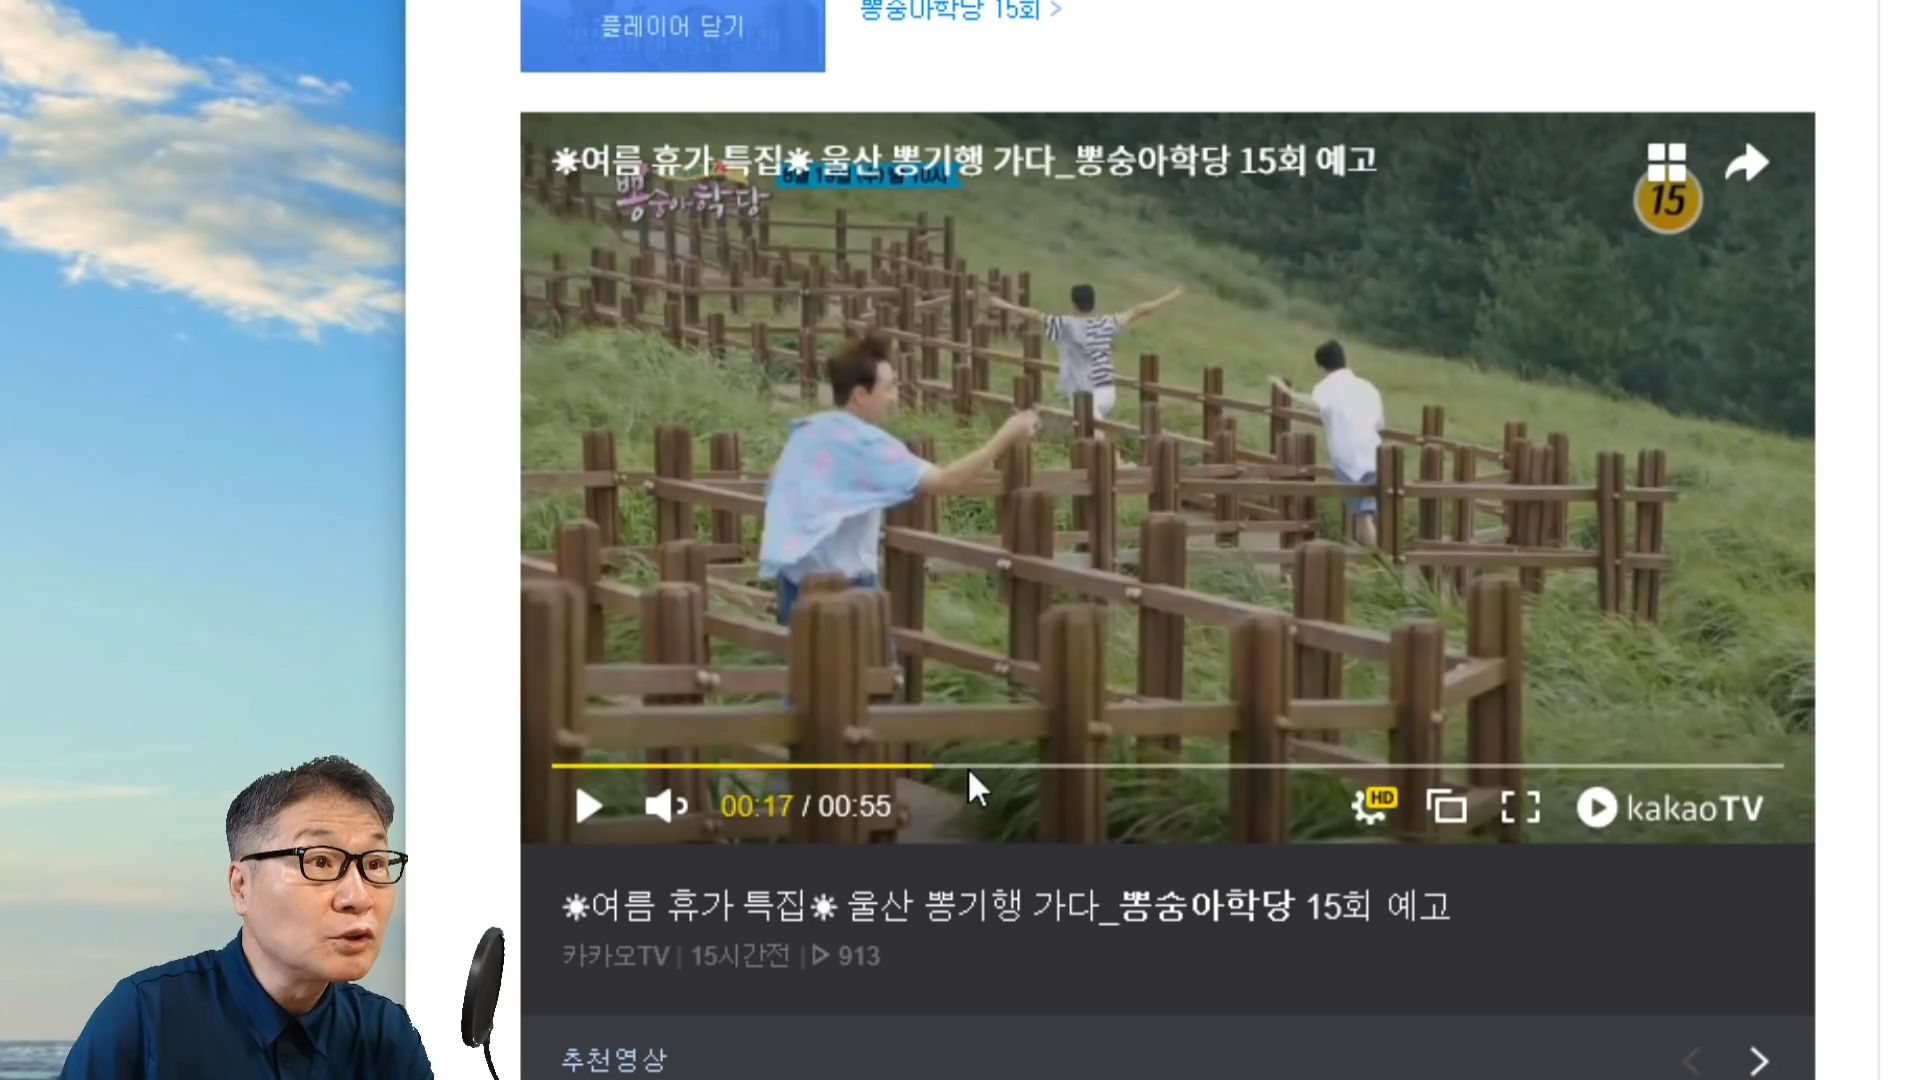 플레이어 닫기
뽕숭아학당 15회 >
☀여름 휴가 특집☀ 울산 뽕기행 가다_뽕숭아학당 15회 예고
뽕숭아학당
15
00:17 / 00:55
HD
kakaoTV
☀여름 휴가 특집☀ 울산 뽕기행 가다_뽕숭아학당 15회 예고
카카오TV | 15시간전 | ▷ 913
추천영상